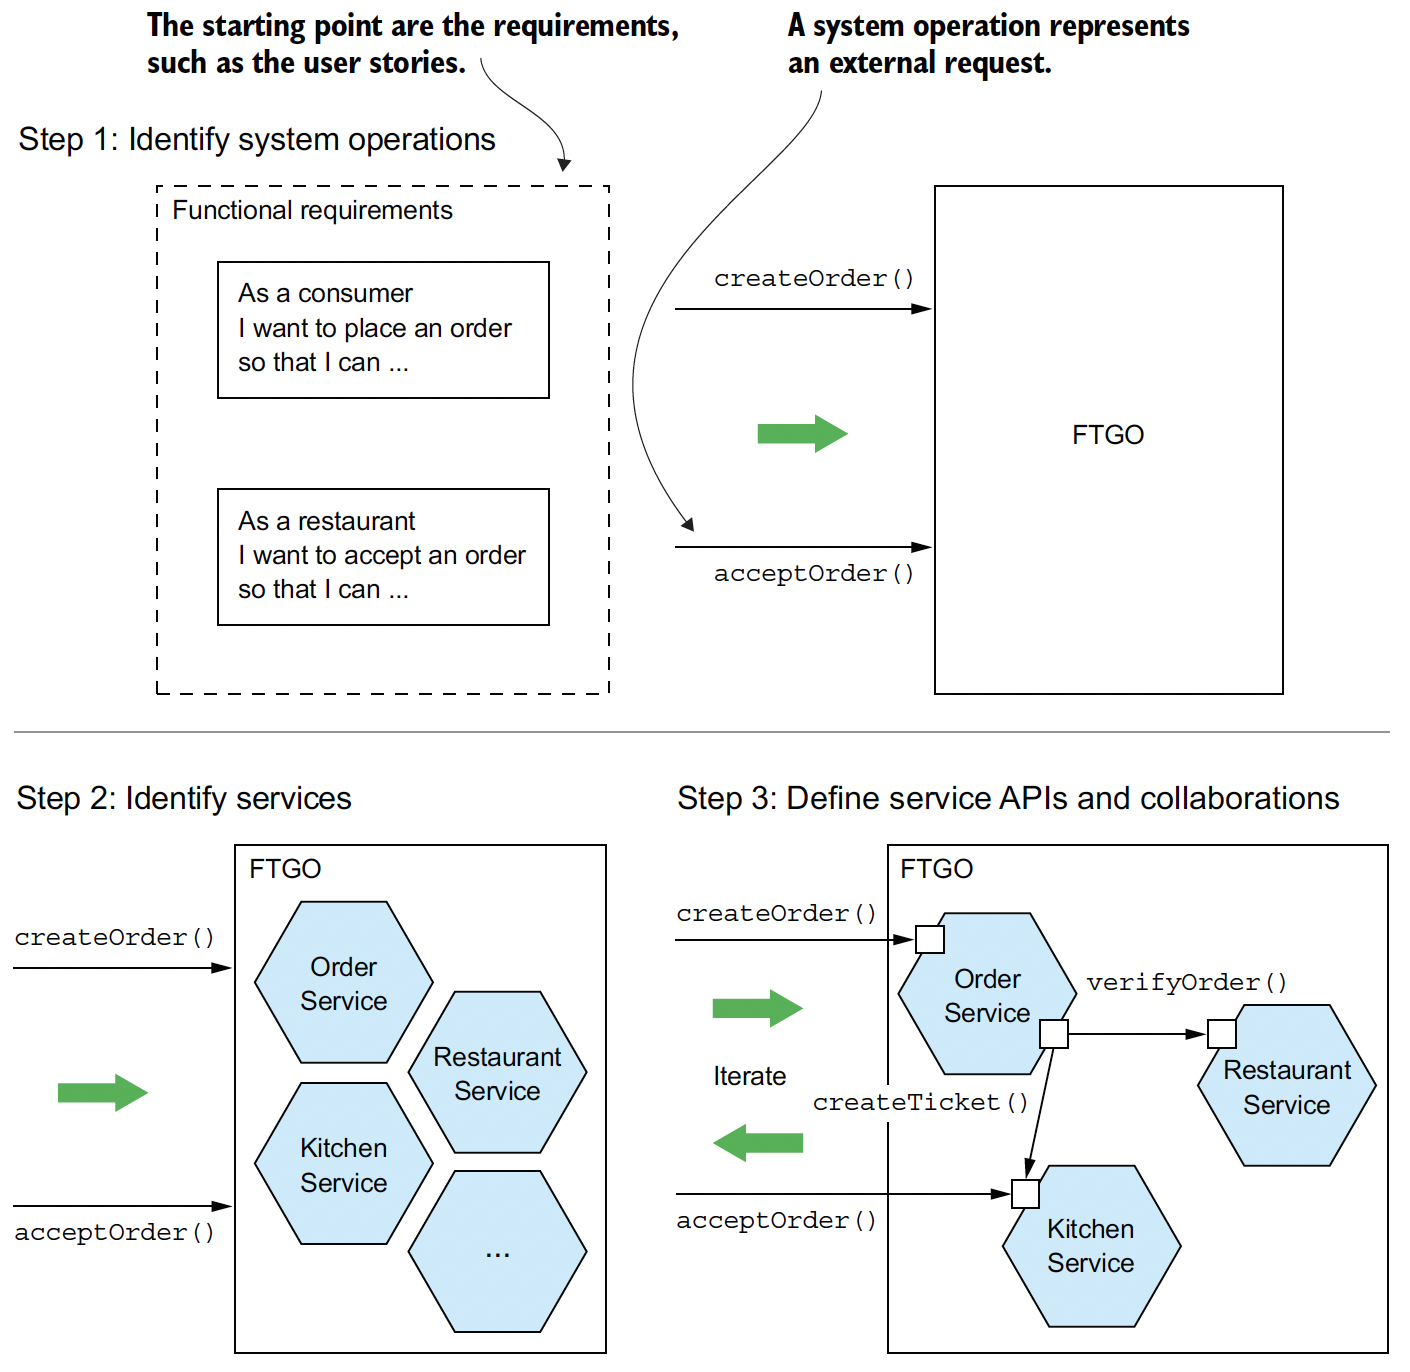 The starting point are the requirements,
such as the user stories.
A system operation represents
an external request.
Step 1: Identify system operations
Functional requirements
As a consumer
I want to place an order
so that I can ...
As a restaurant
I want to accept an order
so that I can ...
createOrder()
acceptOrder()
FTGO
Step 2: Identify services
FTGO
createOrder()
acceptOrder()
Order
Service
Restaurant
Service
Kitchen
Service
...
Step 3: Define service APIs and collaborations
FTGO
createOrder()
Iterate
acceptOrder()
Order
Service
verifyOrder()
Restaurant
Service
createTicket()
Kitchen
Service